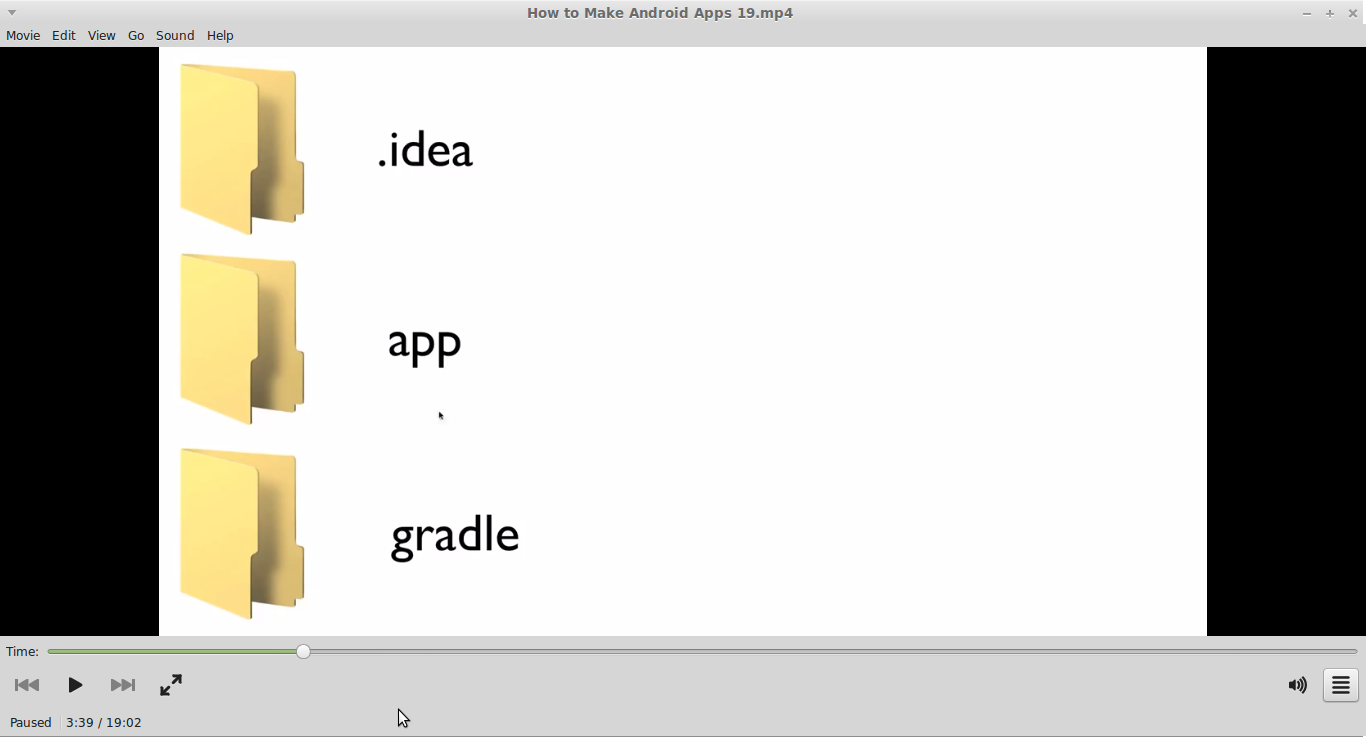 How to Make Android Apps 19.mp4
Movie Edit View Go Sound Help
.idea
app
gradle
Time:
Paused 3:39 / 19:02